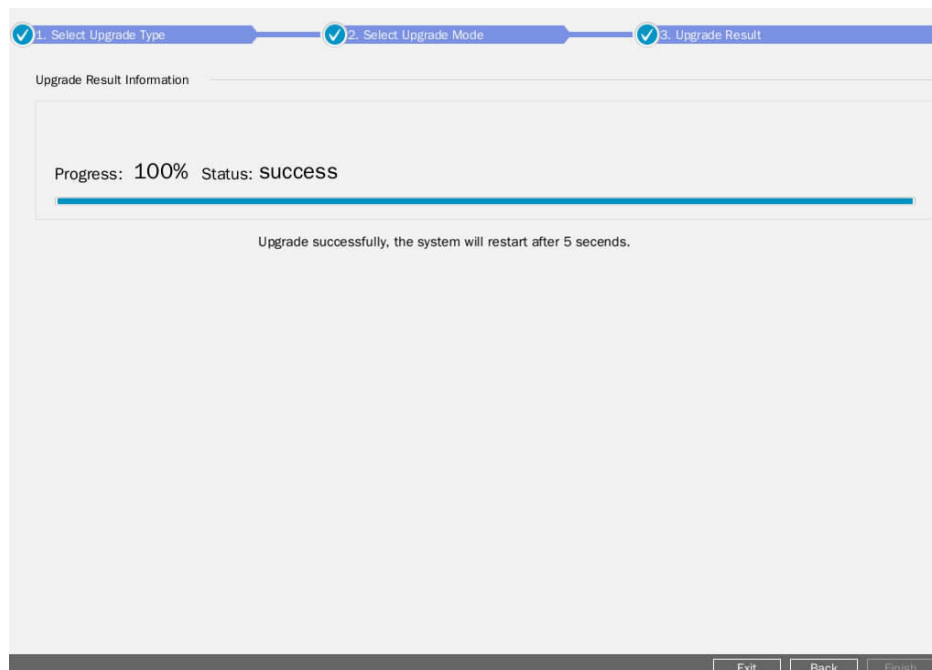 1. Select Upgrade Type
2. Select Upgrade Mode
3. Upgrade Result
Upgrade Result Information
Progress: 100% Status: success
Upgrade successfully, the system will restart after 5 secends.
Exit
Back
Finish